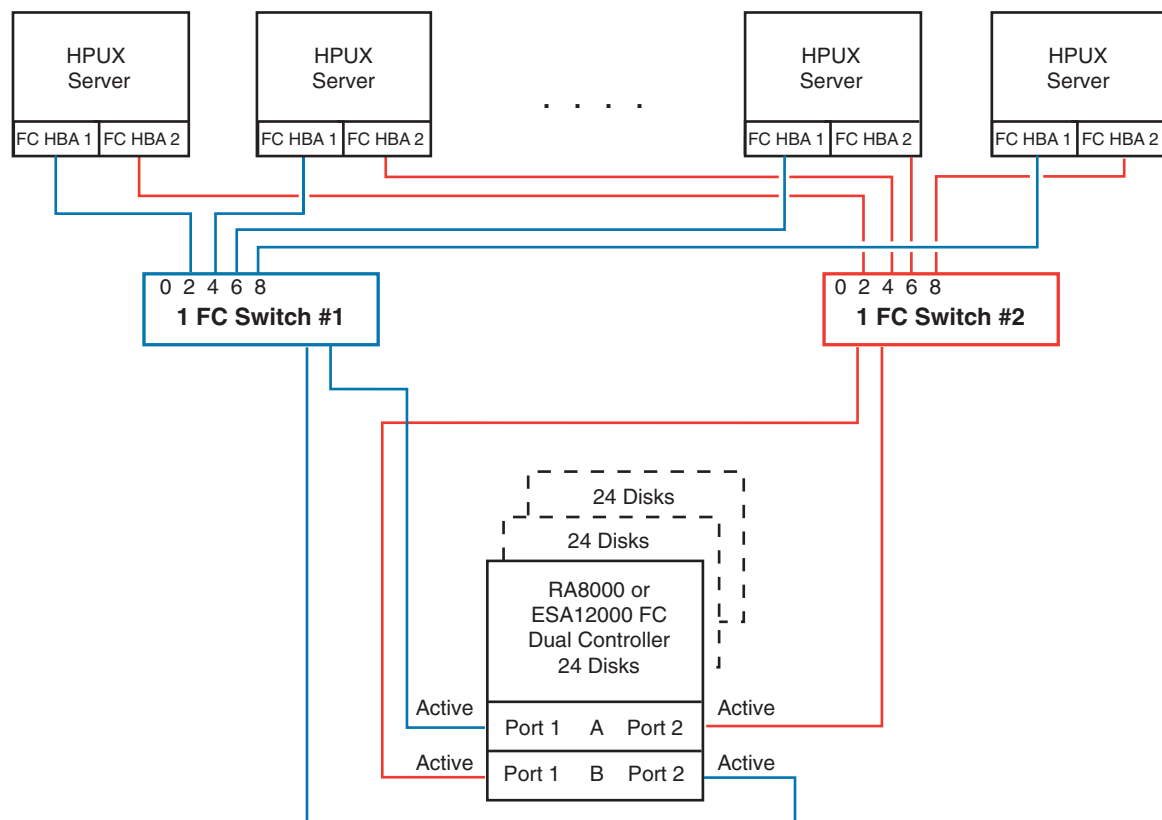 HPUX
Server
FC HBA 1 FC HBA 2
HPUX
Server
FC HBA 1 FC HBA 2
. . . .
HPUX
Server
FC HBA 1 FC HBA 2
HPUX
Server
FC HBA 1 FC HBA 2
0 2 4 6 8
1 FC Switch #1
0 2 4 6 8
1 FC Switch #2
24 Disks
24 Disks
RA8000 or
ESA12000 FC
Dual Controller
24 Disks
Active
Port 1 A Port 2
Active
Active
Port 1 B Port 2
Active